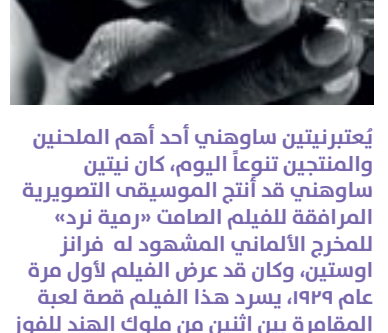 يُعتبرنيتين ساوهني أحد أهم الملحنين
والمنتجين تنوعاً اليوم، كان نيتين
ساوهني قد أنتج الموسيقى التصويرية
المرافقة للفيلم الصامت «رمية نرد»
للمخرج الألماني المشهود له فرانز
اوستين، وكان قد عرض الفيلم لأول مرة
عام ١٩٢٩، يسرد هذا الفيلم قصة لعبة
المقامرة بين اثنين من ملوك الهند للفوز